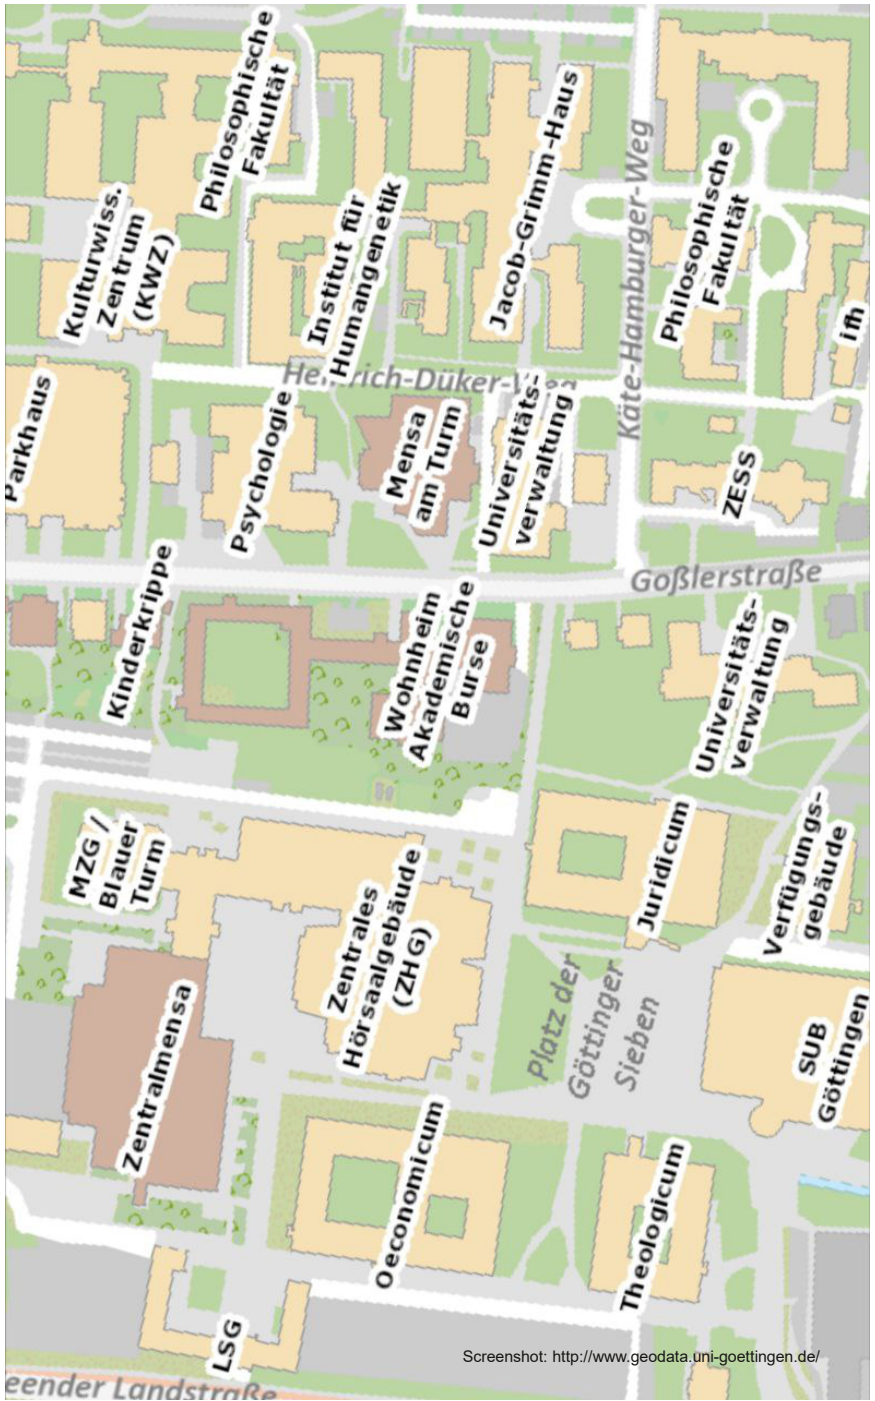 Philosophische
Fakultät
Kulturwiss.
Zentrum
(KWZ)
Institut für
Humangenetik
Jacob-Grimm-Haus
Käte-Hamburger-Weg
Philosophische
Fakultät
ifh
Parkhaus
Psychologie
Mensa
am Turm
Universitäts-
verwaltung
ZESS
Goßlerstraße
Kinderkrippe
Wohnheim
Akademische
Burse
Universitäts-
verwaltung
MZG /
Blauer
Turm
Zentrales
Hörsaalgebäude
(ZHG)
Juridicum
Verfügungs-
gebäude
Platz der
Göttinger
Sieben
SUB
Göttingen
Zentralmensa
Oeconomicum
Theologicum
LSG
Screenshot: http://www.geodata.uni-goettingen.de/
eender Landstraße